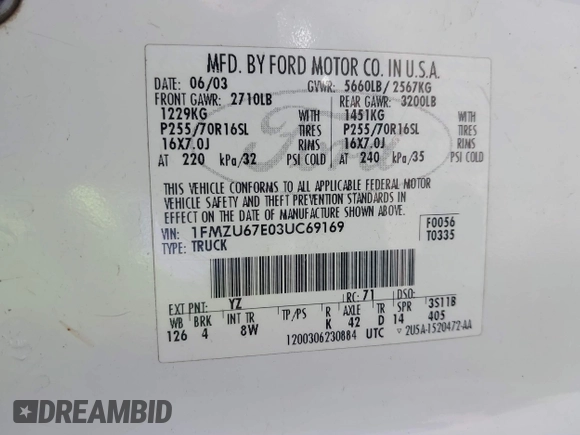 MFD. BY FORD MOTOR CO. IN U.S.A.
DATE: 06/03 GVWR: 5660LB/ 2567KG
FRONT GAWR: 2710LB REAR GAWR: 3200LB
1229KG WITH 1451KG WITH
P255/70R16SL TIRES P255/70R16SL TIRES
16X7.0J RIMS 16X7.0J RIMS
AT 220 kPa/32 PSI COLD AT 240 kPa/35 PSI COLD
THIS VEHICLE CONFORMS TO ALL APPLICABLE FEDERAL MOTOR
VEHICLE SAFETY AND THEFT PREVENTION STANDARDS IN
EFFECT ON THE DATE OF MANUFACTURE SHOWN ABOVE.
VIN: 1FMZU67E03UC69169 F0056
TYPE: TRUCK T0335
EXT PNT: YZ RC: 71 DSO:
WB BRK INT TR TP/PS R AXLE TR SPR 3S11B
126 4 8W K 42 D 14 405
1200306230884 UTC 2U5A-1520472-AA
Ford
DREAMBID